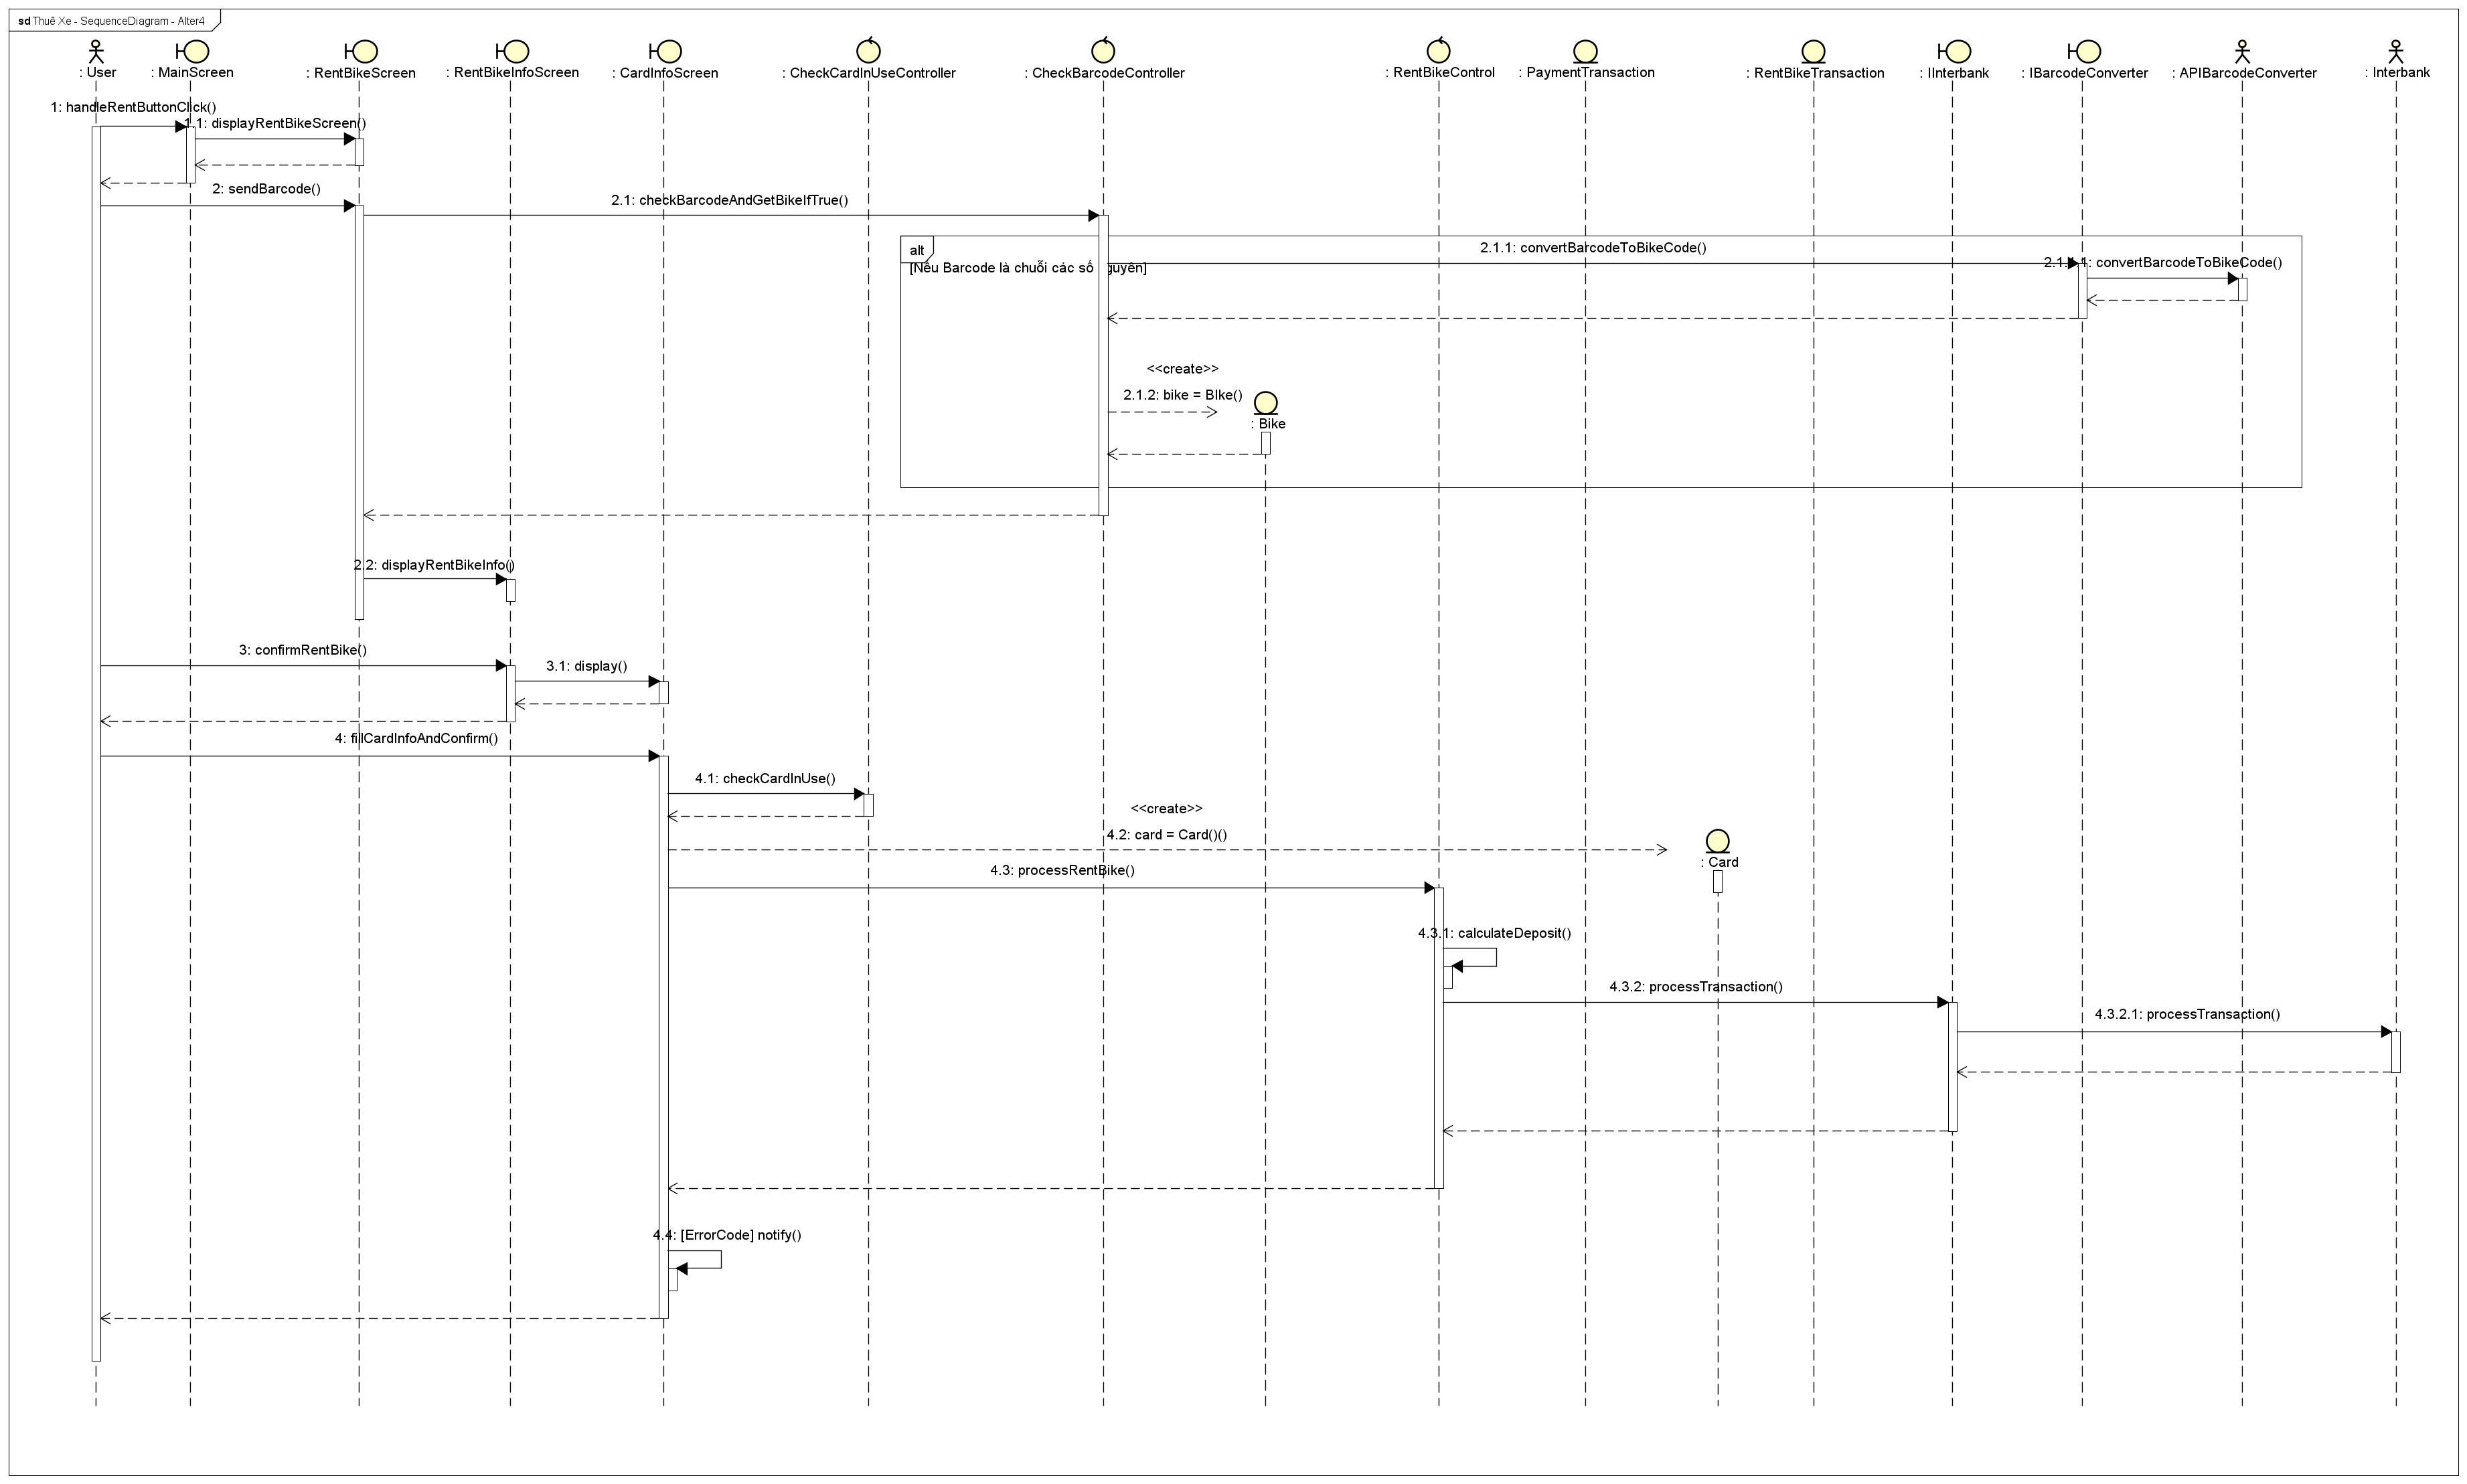 sd Thuê Xe - SequenceDiagram - Alter4
: User
: MainScreen
: RentBikeScreen
: RentBikeInfoScreen
: CardInfoScreen
: CheckCardInUseController
: CheckBarcodeController
: RentBikeControl
: PaymentTransaction
: RentBikeTransaction
: IInterbank
: IBarcodeConverter
: APIBarcodeConverter
: Interbank
1: handleRentButtonClick()
1.1: displayRentBikeScreen()
2: sendBarcode()
2.1: checkBarcodeAndGetBikeIfTrue()
alt
[Nếu Barcode là chuỗi các số nguyên]
2.1.1: convertBarcodeToBikeCode()
2.1.1.1: convertBarcodeToBikeCode()
<<create>>
2.1.2: bike = BIke()
: Bike
2.2: displayRentBikeInfo()
3: confirmRentBike()
3.1: display()
4: fillCardInfoAndConfirm()
4.1: checkCardInUse()
<<create>>
4.2: card = Card()()
: Card
4.3: processRentBike()
4.3.1: calculateDeposit()
4.3.2: processTransaction()
4.3.2.1: processTransaction()
4.4: [ErrorCode] notify()